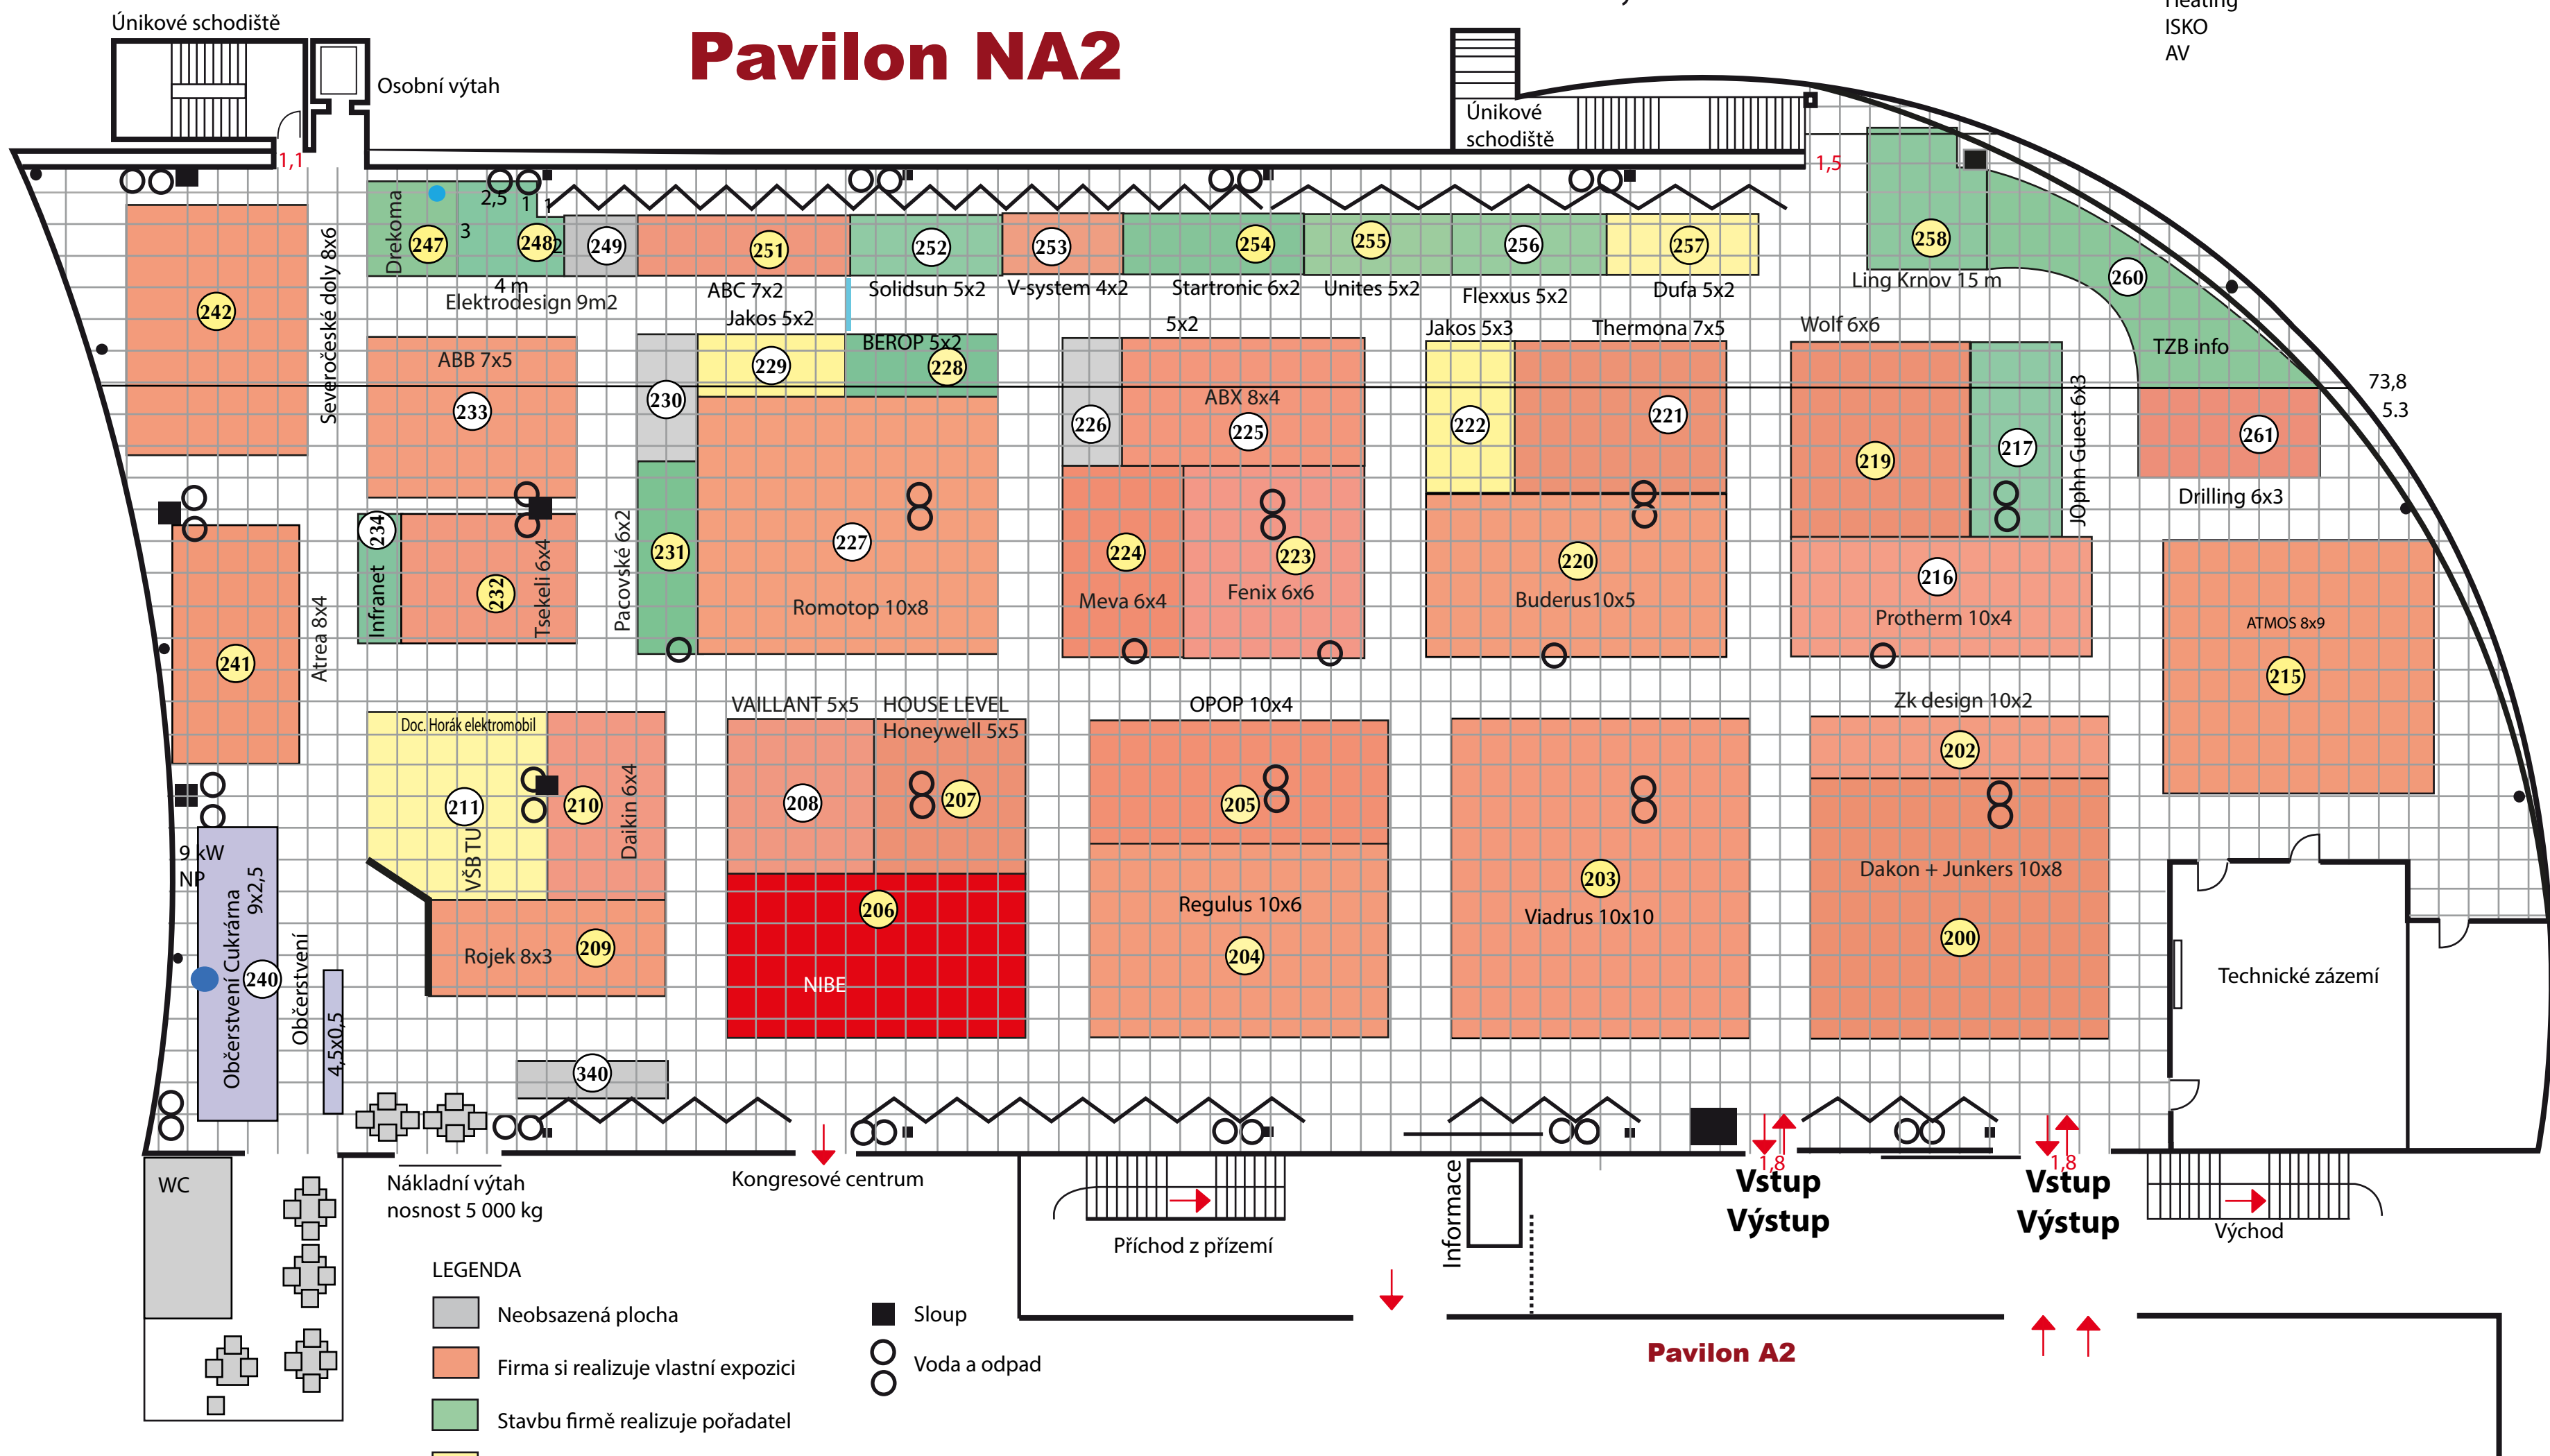 Heating
ISKO
AV
Únikové schodiště
Pavilon NA2
Osobní výtah
Únikové
schodiště
1,1
1,5
Drekoma
247
3
2,5
1
1
248
2
249
251
252
253
254
255
256
257
258
260
4 m
Elektrodesign 9m2
ABC 7x2
Solidsun 5x2
V-system 4x2
Startronic 6x2
Unites 5x2
Flexxus 5x2
Dufa 5x2
Ling Krnov 15 m
242
Severočeské doly 8x6
Jakos 5x2
5x2
Jakos 5x3
Thermona 7x5
Wolf 6x6
TZB info
ABB 7x5
233
230
229
BEROP 5x2
228
226
ABX 8x4
225
222
221
219
217
JOphn Guest 6x3
73,8
5.3
261
Drilling 6x3
234
Infranet
232
Tsekeli 6x4
Pacovské 6x2
231
227
Romotop 10x8
224
Meva 6x4
223
Fenix 6x6
220
Buderus10x5
216
Protherm 10x4
ATMOS 8x9
215
241
Atrea 8x4
VAILLANT 5x5
HOUSE LEVEL
Honeywell 5x5
OPOP 10x4
Zk design 10x2
Doc. Horák elektromobil
211
VŠB TU
210
Daikin 6x4
208
207
205
202
206
NIBE
Regulus 10x6
204
203
Viadrus 10x10
Dakon + Junkers 10x8
200
Rojek 8x3
209
9 kW
NP
Občerstvení Cukrárna
9x2,5
240
Občerstvení
4,5x0,5
340
Technické zázemí
WC
Nákladní výtah
nosnost 5 000 kg
Kongresové centrum
Příchod z přízemí
Informace
1,8
Vstup
Výstup
1,8
Vstup
Výstup
Východ
LEGENDA
Neobsazená plocha
Firma si realizuje vlastní expozici
Stavbu firmě realizuje pořadatel
Sloup
Voda a odpad
Pavilon A2